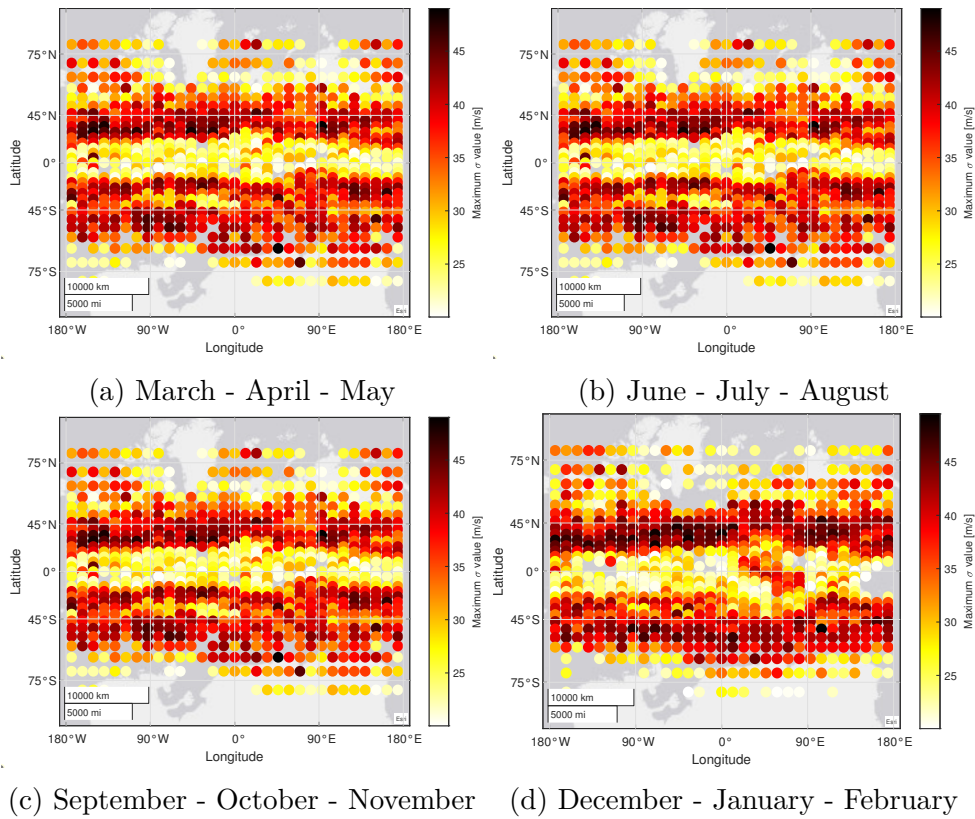 75°N
45°N
0°
45°S
75°S
Latitude
10000 km
5000 mi
Esri
180°W
90°W
0°
90°E
180°E
Longitude
45
40
35
30
25
Maximum σ value [m/s]
(a) March - April - May
75°N
45°N
0°
45°S
75°S
Latitude
10000 km
5000 mi
Esri
180°W
90°W
0°
90°E
180°E
Longitude
45
40
35
30
25
Maximum σ value [m/s]
(b) June - July - August
75°N
45°N
0°
45°S
75°S
Latitude
10000 km
5000 mi
Esri
180°W
90°W
0°
90°E
180°E
Longitude
45
40
35
30
25
Maximum σ value [m/s]
(c) September - October - November
75°N
45°N
0°
45°S
75°S
Latitude
10000 km
5000 mi
Esri
180°W
90°W
0°
90°E
180°E
Longitude
45
40
35
30
25
Maximum σ value [m/s]
(d) December - January - February